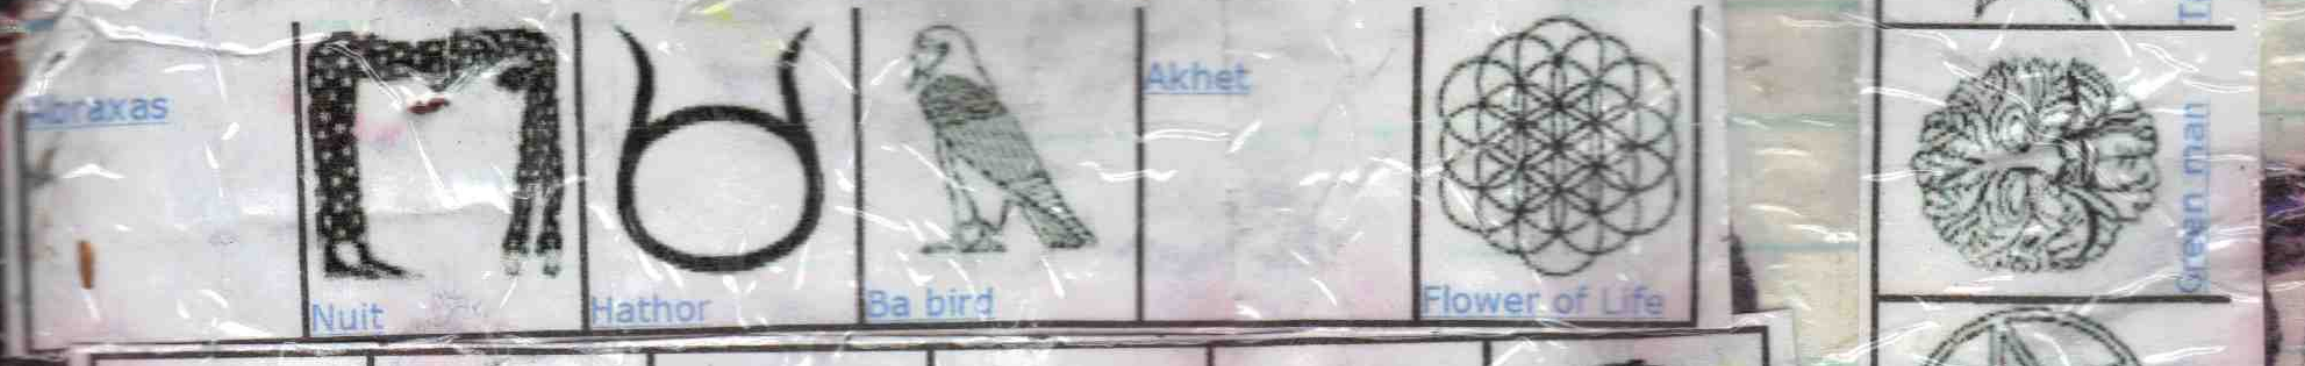 Abraxas
Nuit
Hathor
Ba bird
Akhet
Flower of Life
Green man